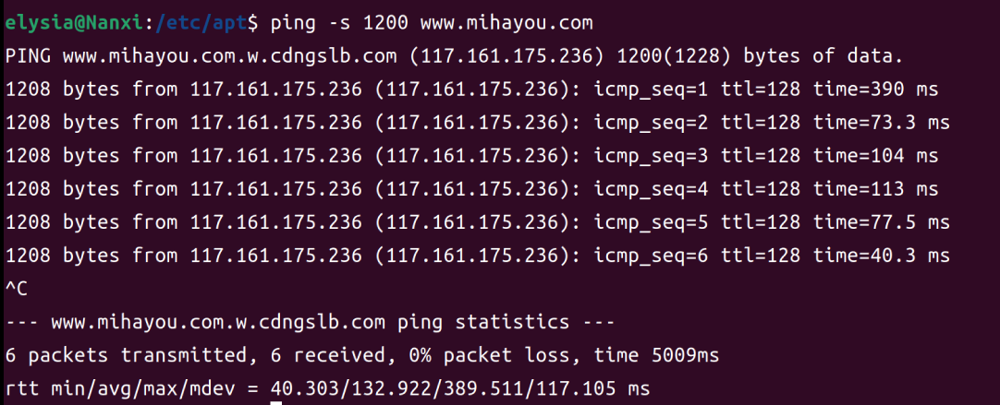 elysia@Nanxi:/etc/apt$ ping -s 1200 www.mihayou.com
PING www.mihayou.com.w.cdngslb.com (117.161.175.236) 1200(1228) bytes of data.
1208 bytes from 117.161.175.236 (117.161.175.236): icmp_seq=1 ttl=128 time=390 ms
1208 bytes from 117.161.175.236 (117.161.175.236): icmp_seq=2 ttl=128 time=73.3 ms
1208 bytes from 117.161.175.236 (117.161.175.236): icmp_seq=3 ttl=128 time=104 ms
1208 bytes from 117.161.175.236 (117.161.175.236): icmp_seq=4 ttl=128 time=113 ms
1208 bytes from 117.161.175.236 (117.161.175.236): icmp_seq=5 ttl=128 time=77.5 ms
1208 bytes from 117.161.175.236 (117.161.175.236): icmp_seq=6 ttl=128 time=40.3 ms
^C
--- www.mihayou.com.w.cdngslb.com ping statistics ---
6 packets transmitted, 6 received, 0% packet loss, time 5009ms
rtt min/avg/max/mdev = 40.303/132.922/389.511/117.105 ms